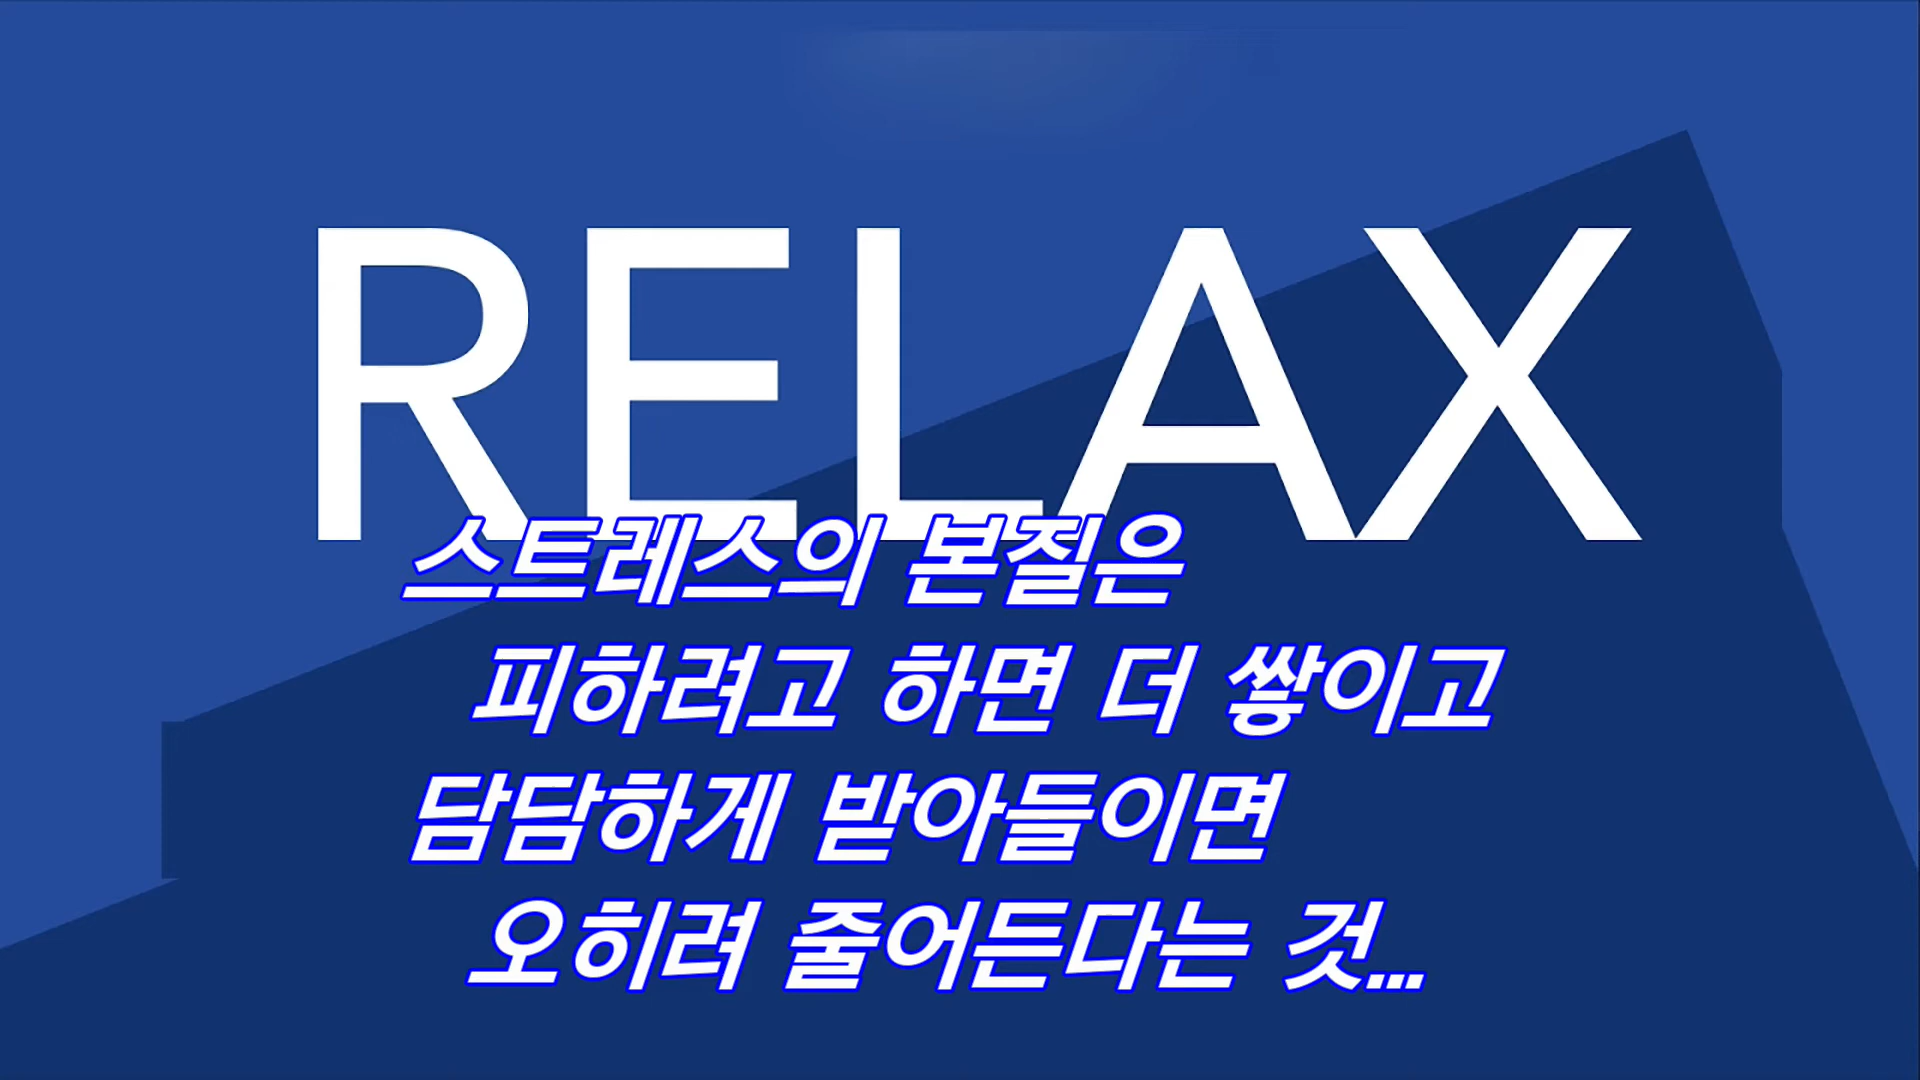 RELAX
스트레스의 본질은
피하려고 하면 더 쌓이고
담담하게 받아들이면
오히려 줄어든다는 것...